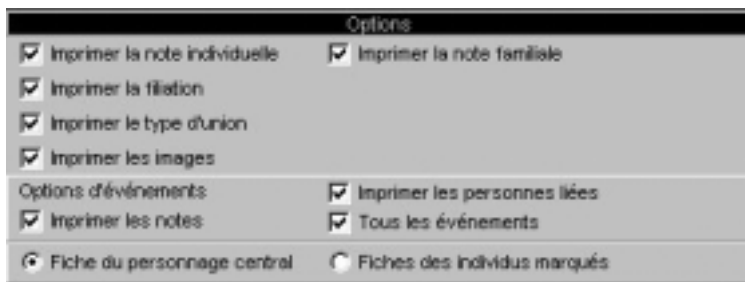 Options
Imprimer la note individuelle
Imprimer la note familiale
Imprimer la filiation
Imprimer le type d'union
Imprimer les images
Options d'événements
Imprimer les personnes liées
Imprimer les notes
Tous les événements
Fiche du personnage central
Fiches des individus marqués